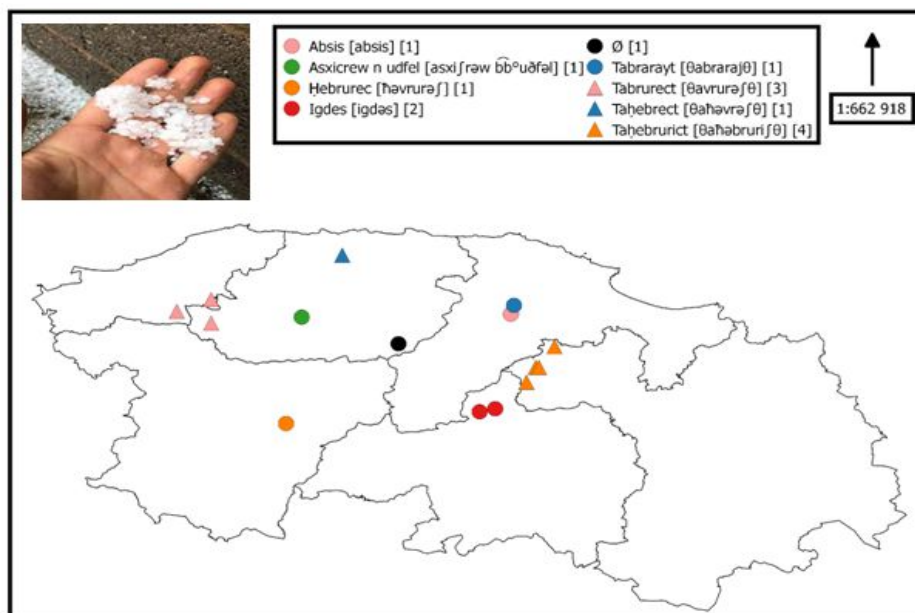 Absis [absis] [1]
Asxicrew n udfel [asxiʃrəw b͡b°uðfəl] [1]
Ḥebrurec [ħəvrurəʃ] [1]
Igdes [igdəs] [2]
Ø [1]
Tabrarayt [θabrarajθ] [1]
Tabrurect [θavrurəʃθ] [3]
Taḥebrect [θaħəvrəʃθ] [1]
Taḥebrurict [θaħəbruriʃθ] [4]
1:662 918